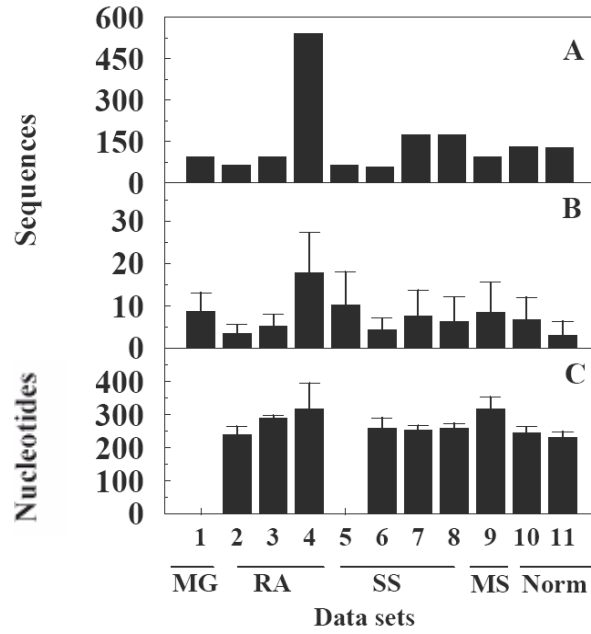 Sequences
Nucleotides
600
450
300
150
0
A
30
20
10
0
B
400
300
200
100
0
C
1 2 3 4 5 6 7 8 9 10 11
MG RA SS MS Norm
Data sets